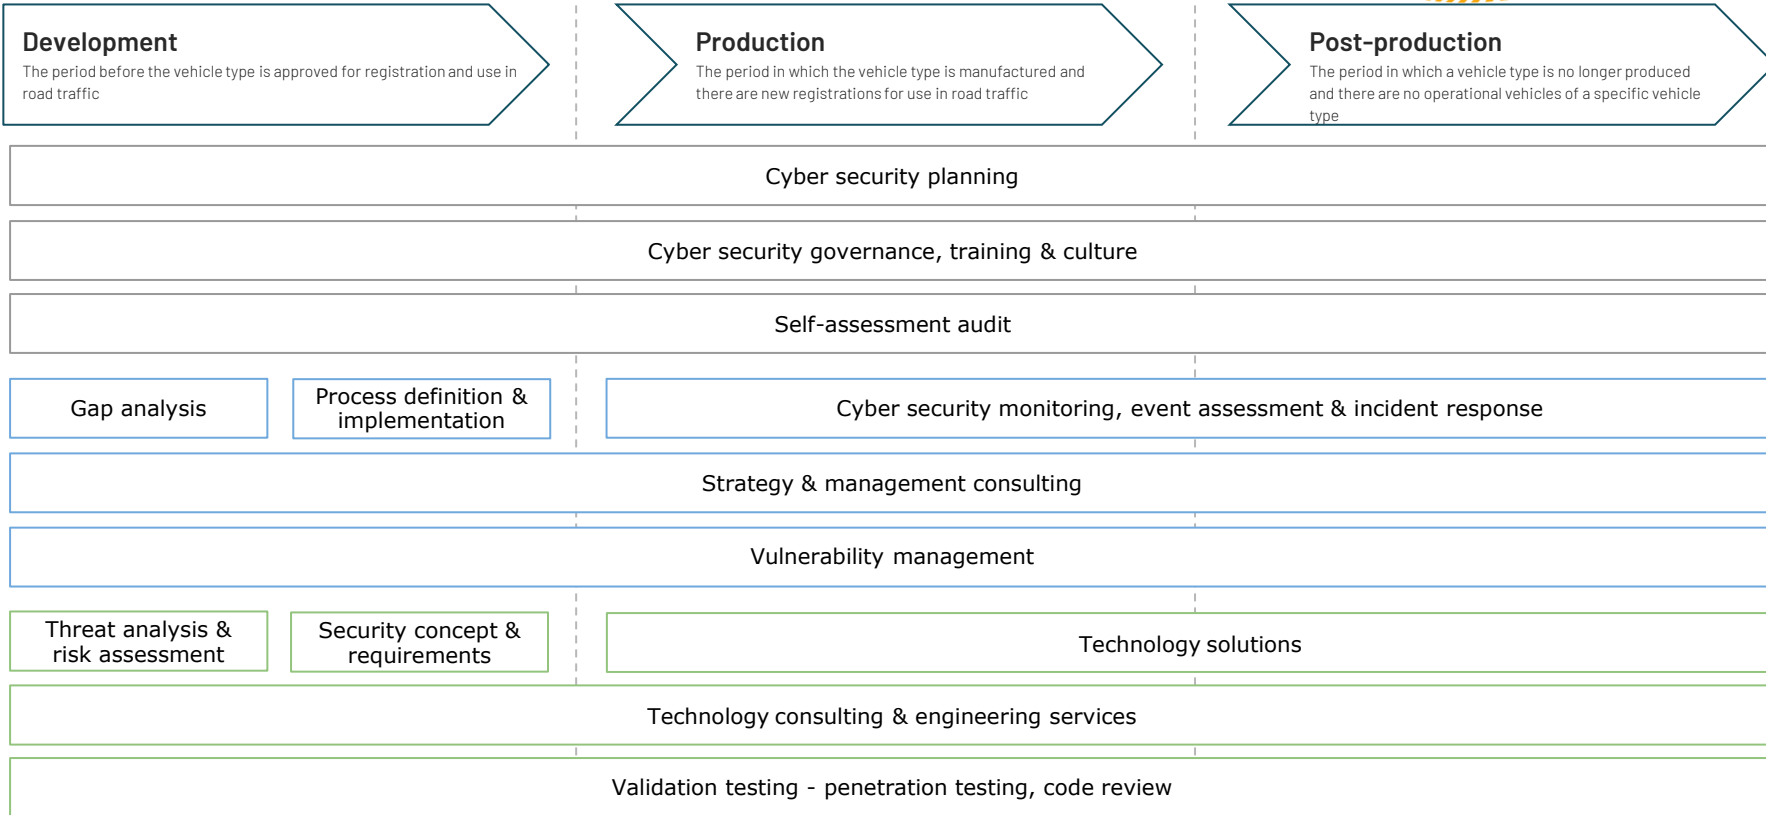 Development
The period before the vehicle type is approved for registration and use in
road traffic
Production
The period in which the vehicle type is manufactured and
there are new registrations for use in road traffic
Post-production
The period in which a vehicle type is no longer produced
and there are no operational vehicles of a specific vehicle
type
Cyber security planning
Cyber security governance, training & culture
Self-assessment audit
Gap analysis
Process definition &
implementation
Cyber security monitoring, event assessment & incident response
Strategy & management consulting
Vulnerability management
Threat analysis &
risk assessment
Security concept &
requirements
Technology solutions
Technology consulting & engineering services
Validation testing - penetration testing, code review